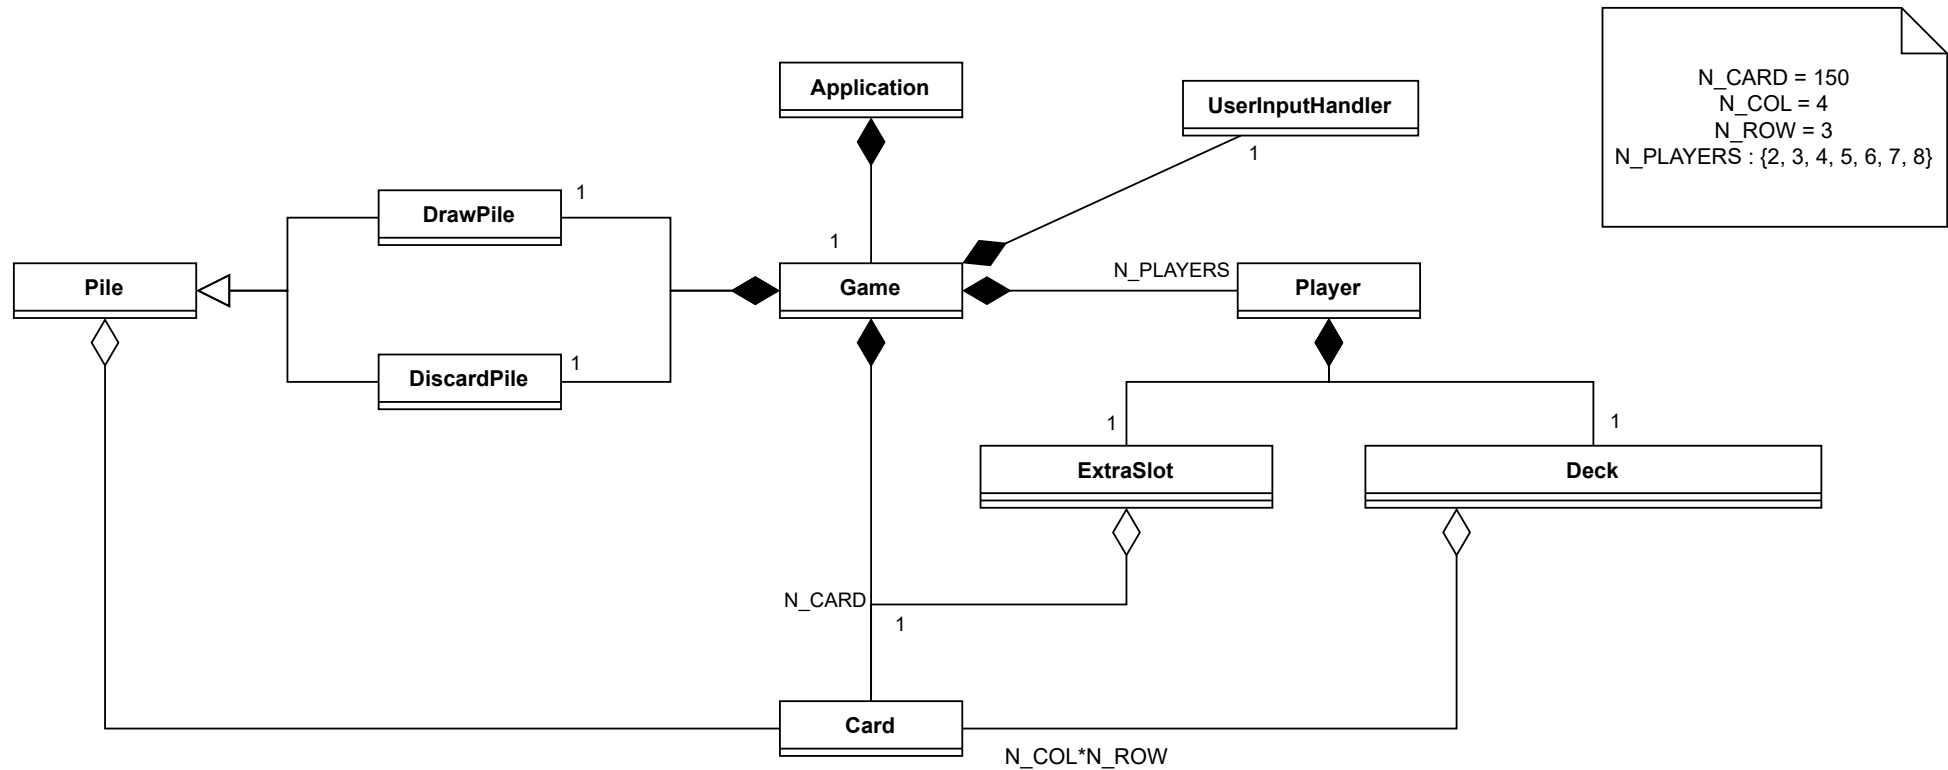 N_CARD = 150
N_COL = 4
N_ROW = 3
N_PLAYERS : {2, 3, 4, 5, 6, 7, 8}
Application
UserInputHandler
1
DrawPile
1
1
Pile
Game
N_PLAYERS
Player
DiscardPile
1
1
1
ExtraSlot
Deck
N_CARD
1
Card
N_COL*N_ROW